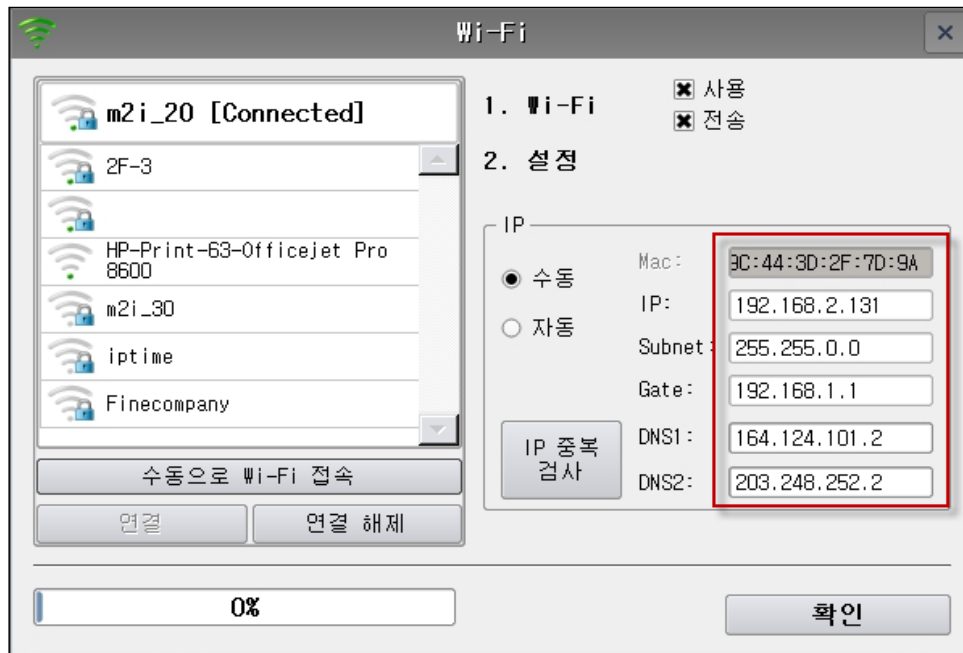 Wi-Fi
m2i_20 [Connected]
2F-3
HP-Print-63-Officejet Pro
8600
m2i_30
iptime
Finecompany
수동으로 Wi-Fi 접속
연결
연결 해제
0%
1. Wi-Fi
사용
전송
2. 설정
IP
수동
자동
IP 중복
검사
Mac: 9C:44:3D:2F:7D:9A
IP: 192.168.2.131
Subnet: 255.255.0.0
Gate: 192.168.1.1
DNS1: 164.124.101.2
DNS2: 203.248.252.2
확인